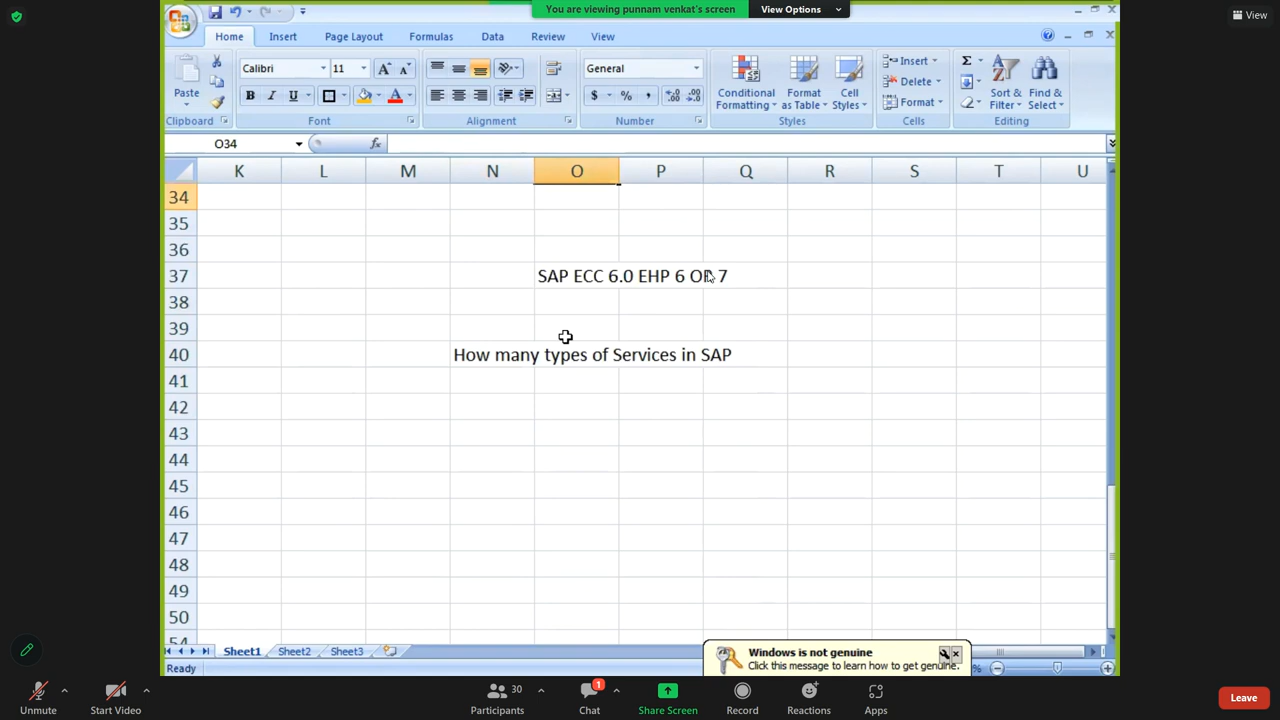 You are viewing punnam venkat's screen
View Options
View
Home Insert Page Layout Formulas Data Review View
Paste
Calibri 11
General
Conditional Formatting
Format as Table
Cell Styles
Insert
Delete
Format
Sort & Filter
Find & Select
B I U
$ % ,
Clipboard Font Alignment Number Styles Cells Editing
O34 fx
K L M N O P Q R S T U
34
35
36
37 SAP ECC 6.0 EHP 6 OR 7
38
39
40 How many types of Services in SAP
41
42
43
44
45
46
47
48
49
50
Sheet1 Sheet2 Sheet3
Ready
Windows is not genuine
Click this message to learn how to get genuine.
%
Unmute
Start Video
30
Participants
1
Chat
Share Screen
Record
Reactions
Apps
Leave